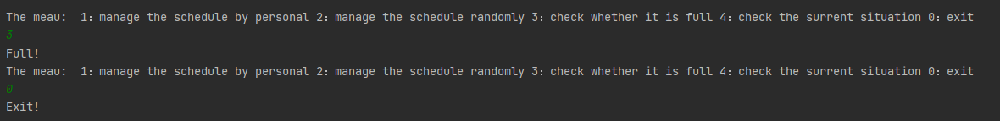 The meau:  1：manage the schedule by personal 2：manage the schedule randomly 3：check whether it is full 4：check the surrent situation 0：exit
3
Full!
The meau:  1：manage the schedule by personal 2：manage the schedule randomly 3：check whether it is full 4：check the surrent situation 0：exit
0
Exit!